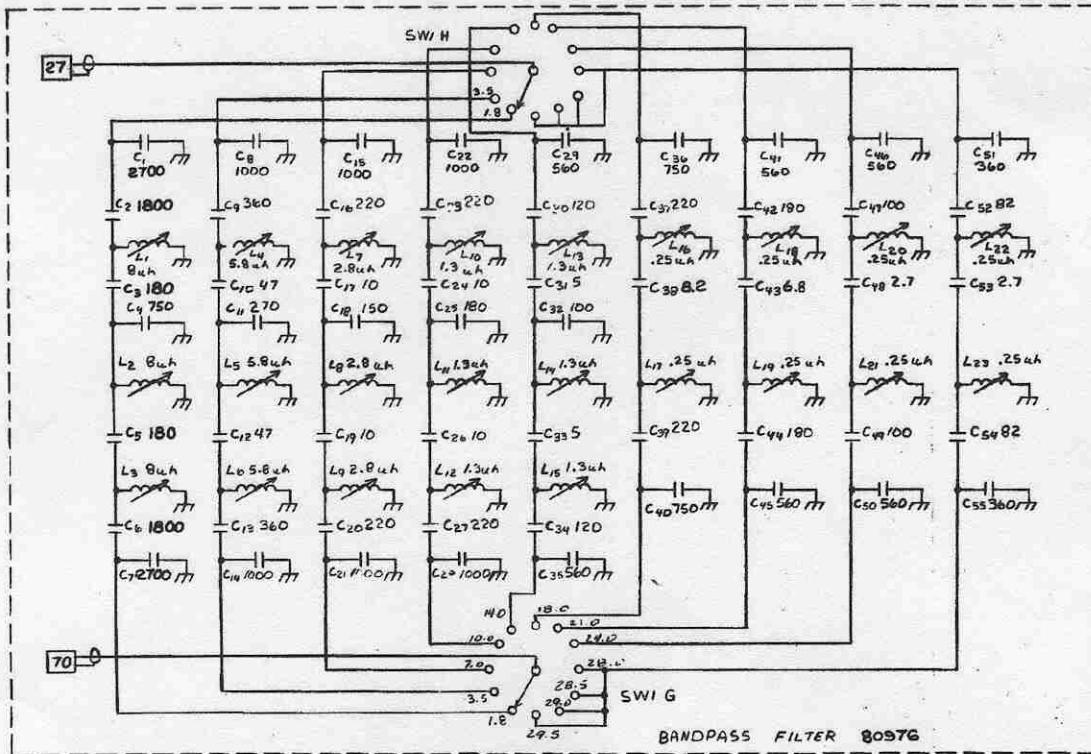 SW1 H
27
3.5
1.8
C1 2700
C8 1000
C15 1000
C22 1000
C29 560
C36 750
C41 560
C46 560
C51 360
C2 1800
C9 360
C16 220
220
120
C37 220
C42 180
C47 100
C52 82
L1 8uh
L4 5.8uh
L7 2.8uh
L10 1.3uh
L13 1.3uh
L16 .25uh
L18 .25uh
L20 .25uh
L22 .25uh
C3 180
C10 47
C17 10
C24 10
C31 5
C38 8.2
C43 6.8
C48 2.7
C53 2.7
C4 750
C11 270
C18 150
C25 180
C32 100
L2 8uh
L5 5.8uh
L8 2.8uh
L11 1.3uh
L14 1.3uh
L17 .25uh
L19 .25uh
L21 .25uh
L23 .25uh
C5 180
C12 47
C19 10
C26 10
C33 5
C39 220
C44 180
C49 100
C54 82
L3 8uh
L6 5.8uh
L9 2.8uh
L12 1.3uh
L15 1.3uh
C40 750
C45 560
C50 560
C55 360
C6 1800
C13 360
C20 220
C27 220
C34 120
C7 2700
C14 1000
C21
1000
C35 560
14.0
18.0
21.0
10.0
24.0
70
7.0
3.5
28.5
29.0
SW1 G
1.8
29.5
BANDPASS FILTER 80976